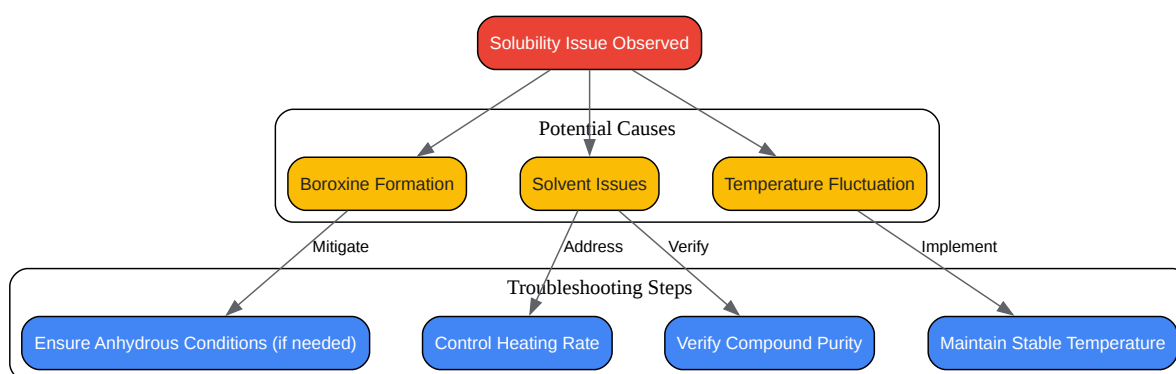 Solubility Issue Observed
Potential Causes
Boroxine Formation
Solvent Issues
Temperature Fluctuation
Mitigate
Address
Verify
Implement
Troubleshooting Steps
Ensure Anhydrous Conditions (if needed)
Control Heating Rate
Verify Compound Purity
Maintain Stable Temperature